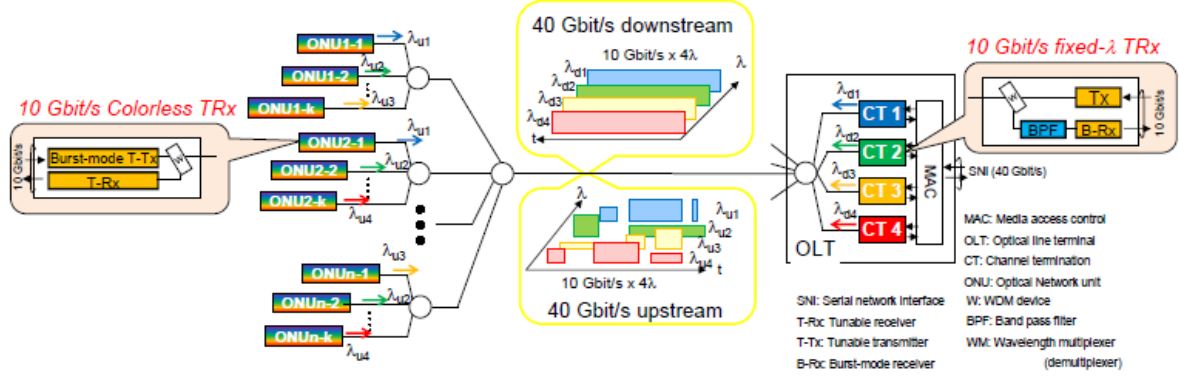 10 Gbit/s Colorless TRx
10 Gbit/s
Burst-mode T-Tx
T-Rx
W
ONU1-1
λu1
ONU1-2
λu2
ONU1-k
λu3
ONU2-1
λu1
ONU2-2
λu2
ONU2-k
λu4
ONUn-1
λu3
ONUn-2
λu2
ONUn-k
λu4
40 Gbit/s downstream
10 Gbit/s x 4λ
λ
λd1
λd2
λd3
λd4
t
λ
λu1
λu2
λu3
λu4
t
10 Gbit/s x 4λ
40 Gbit/s upstream
λd1
CT 1
λd2
CT 2
λd3
CT 3
λd4
CT 4
MAC
OLT
SNI (40 Gbit/s)
10 Gbit/s fixed-λ TRx
W
Tx
BPF
B-Rx
10 Gbit/s
MAC: Media access control
OLT: Optical line terminal
CT: Channel termination
ONU: Optical Network unit
SNI: Serial network interface
W: WDM device
T-Rx: Tunable receiver
BPF: Band pass filter
T-Tx: Tunable transmitter
WM: Wavelength multiplexer
(demultiplexer)
B-Rx: Burst-mode receiver